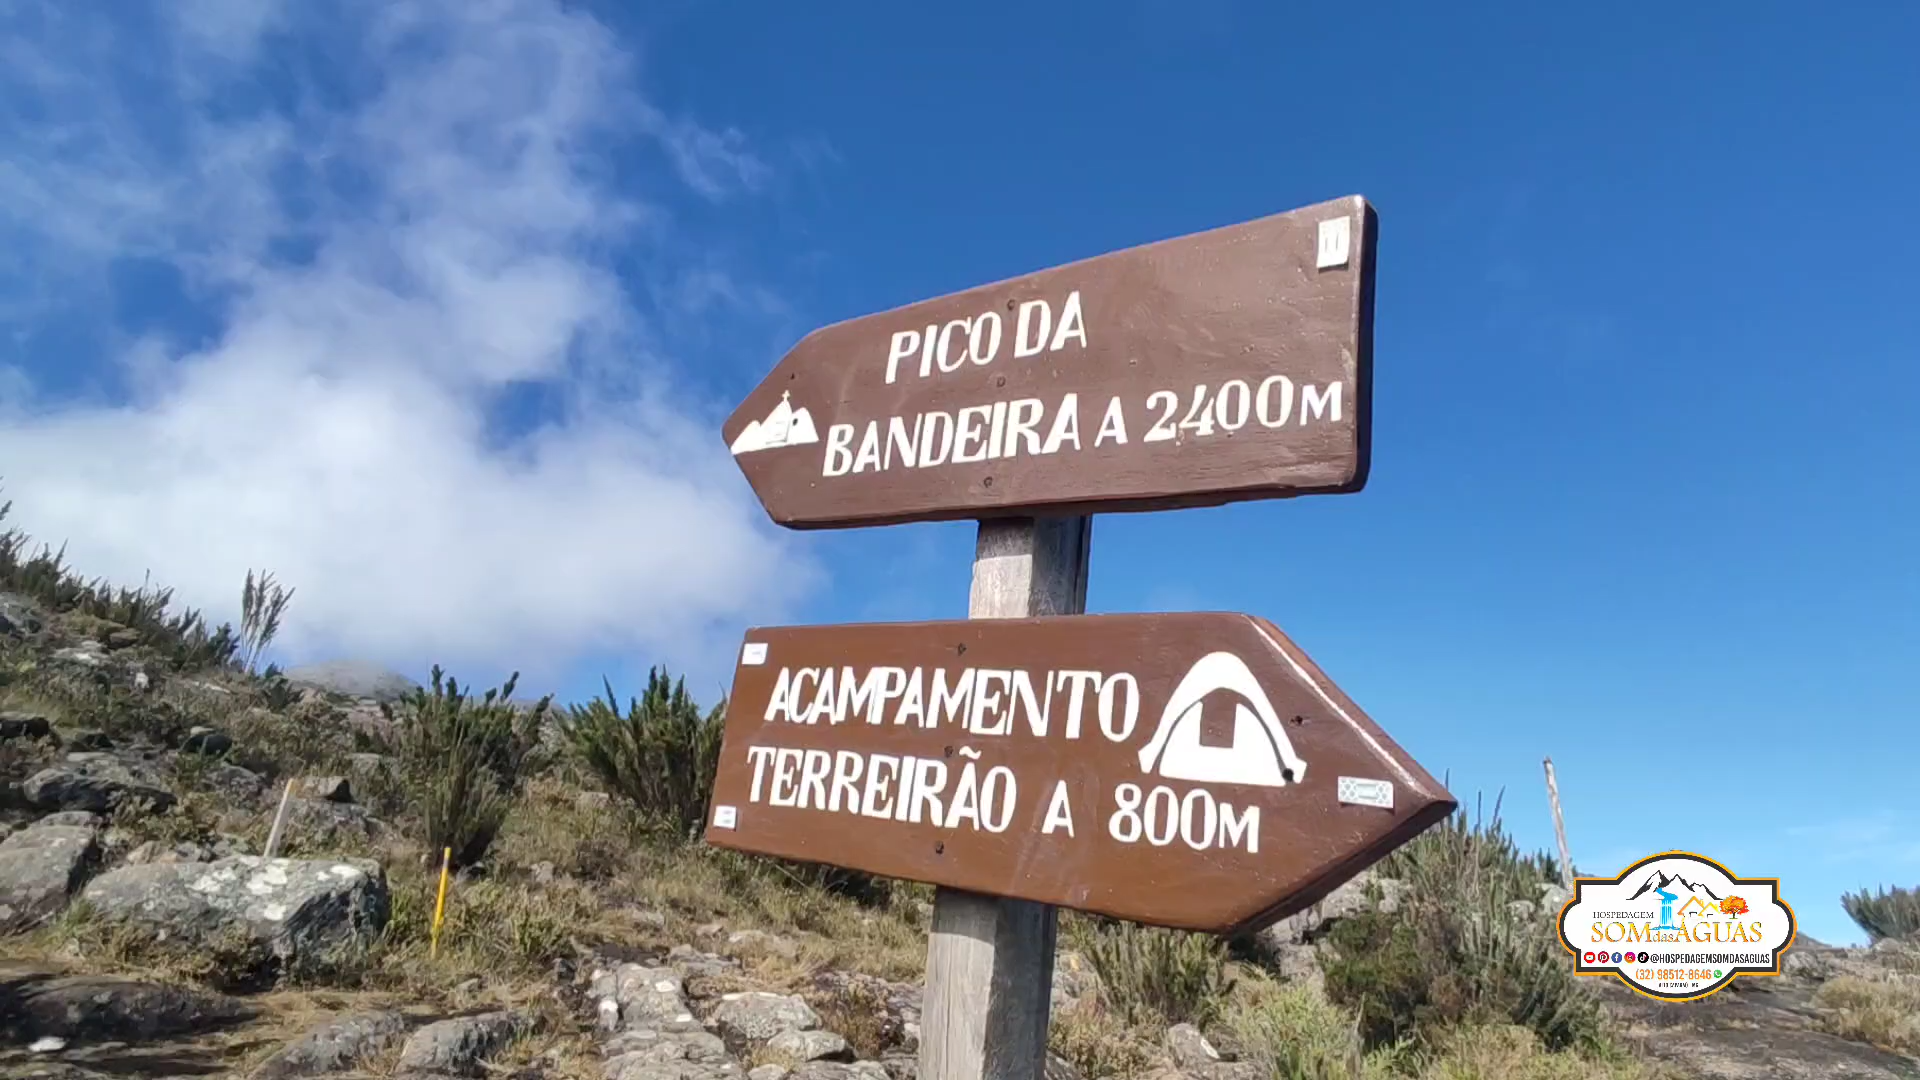 PICO DA
BANDEIRA A 2400M
ACAMPAMENTO
TERREIRÃO A 800M
HOSPEDAGEM
SOM das ÁGUAS
@HOSPEDAGEMSOMDASAGUAS
(32) 98512-8646